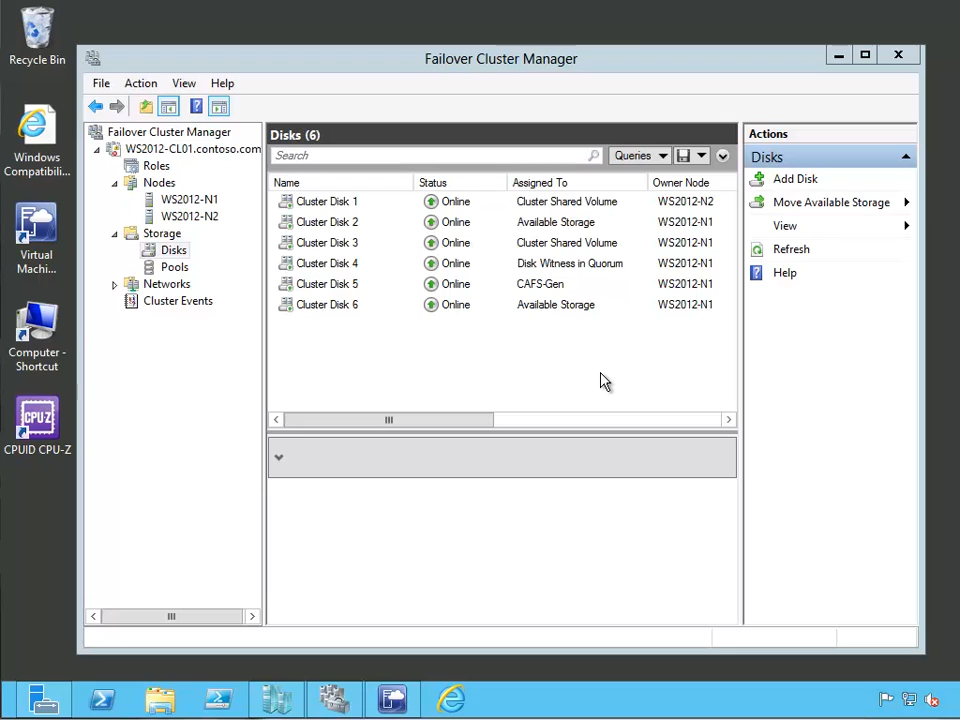 Recycle Bin
Windows
Compatibili...
Virtual
Machi...
Computer -
Shortcut
CPU-Z
CPUID CPU-Z
Failover Cluster Manager
File Action View Help
Failover Cluster Manager
WS2012-CL01.contoso.com
Roles
Nodes
WS2012-N1
WS2012-N2
Storage
Disks
Pools
Networks
Cluster Events
Disks (6)
Search
Queries
Name Status Assigned To Owner Node
Cluster Disk 1 Online Cluster Shared Volume WS2012-N2
Cluster Disk 2 Online Available Storage WS2012-N1
Cluster Disk 3 Online Cluster Shared Volume WS2012-N1
Cluster Disk 4 Online Disk Witness in Quorum WS2012-N1
Cluster Disk 5 Online CAFS-Gen WS2012-N1
Cluster Disk 6 Online Available Storage WS2012-N1
Actions
Disks
Add Disk
Move Available Storage
View
Refresh
Help